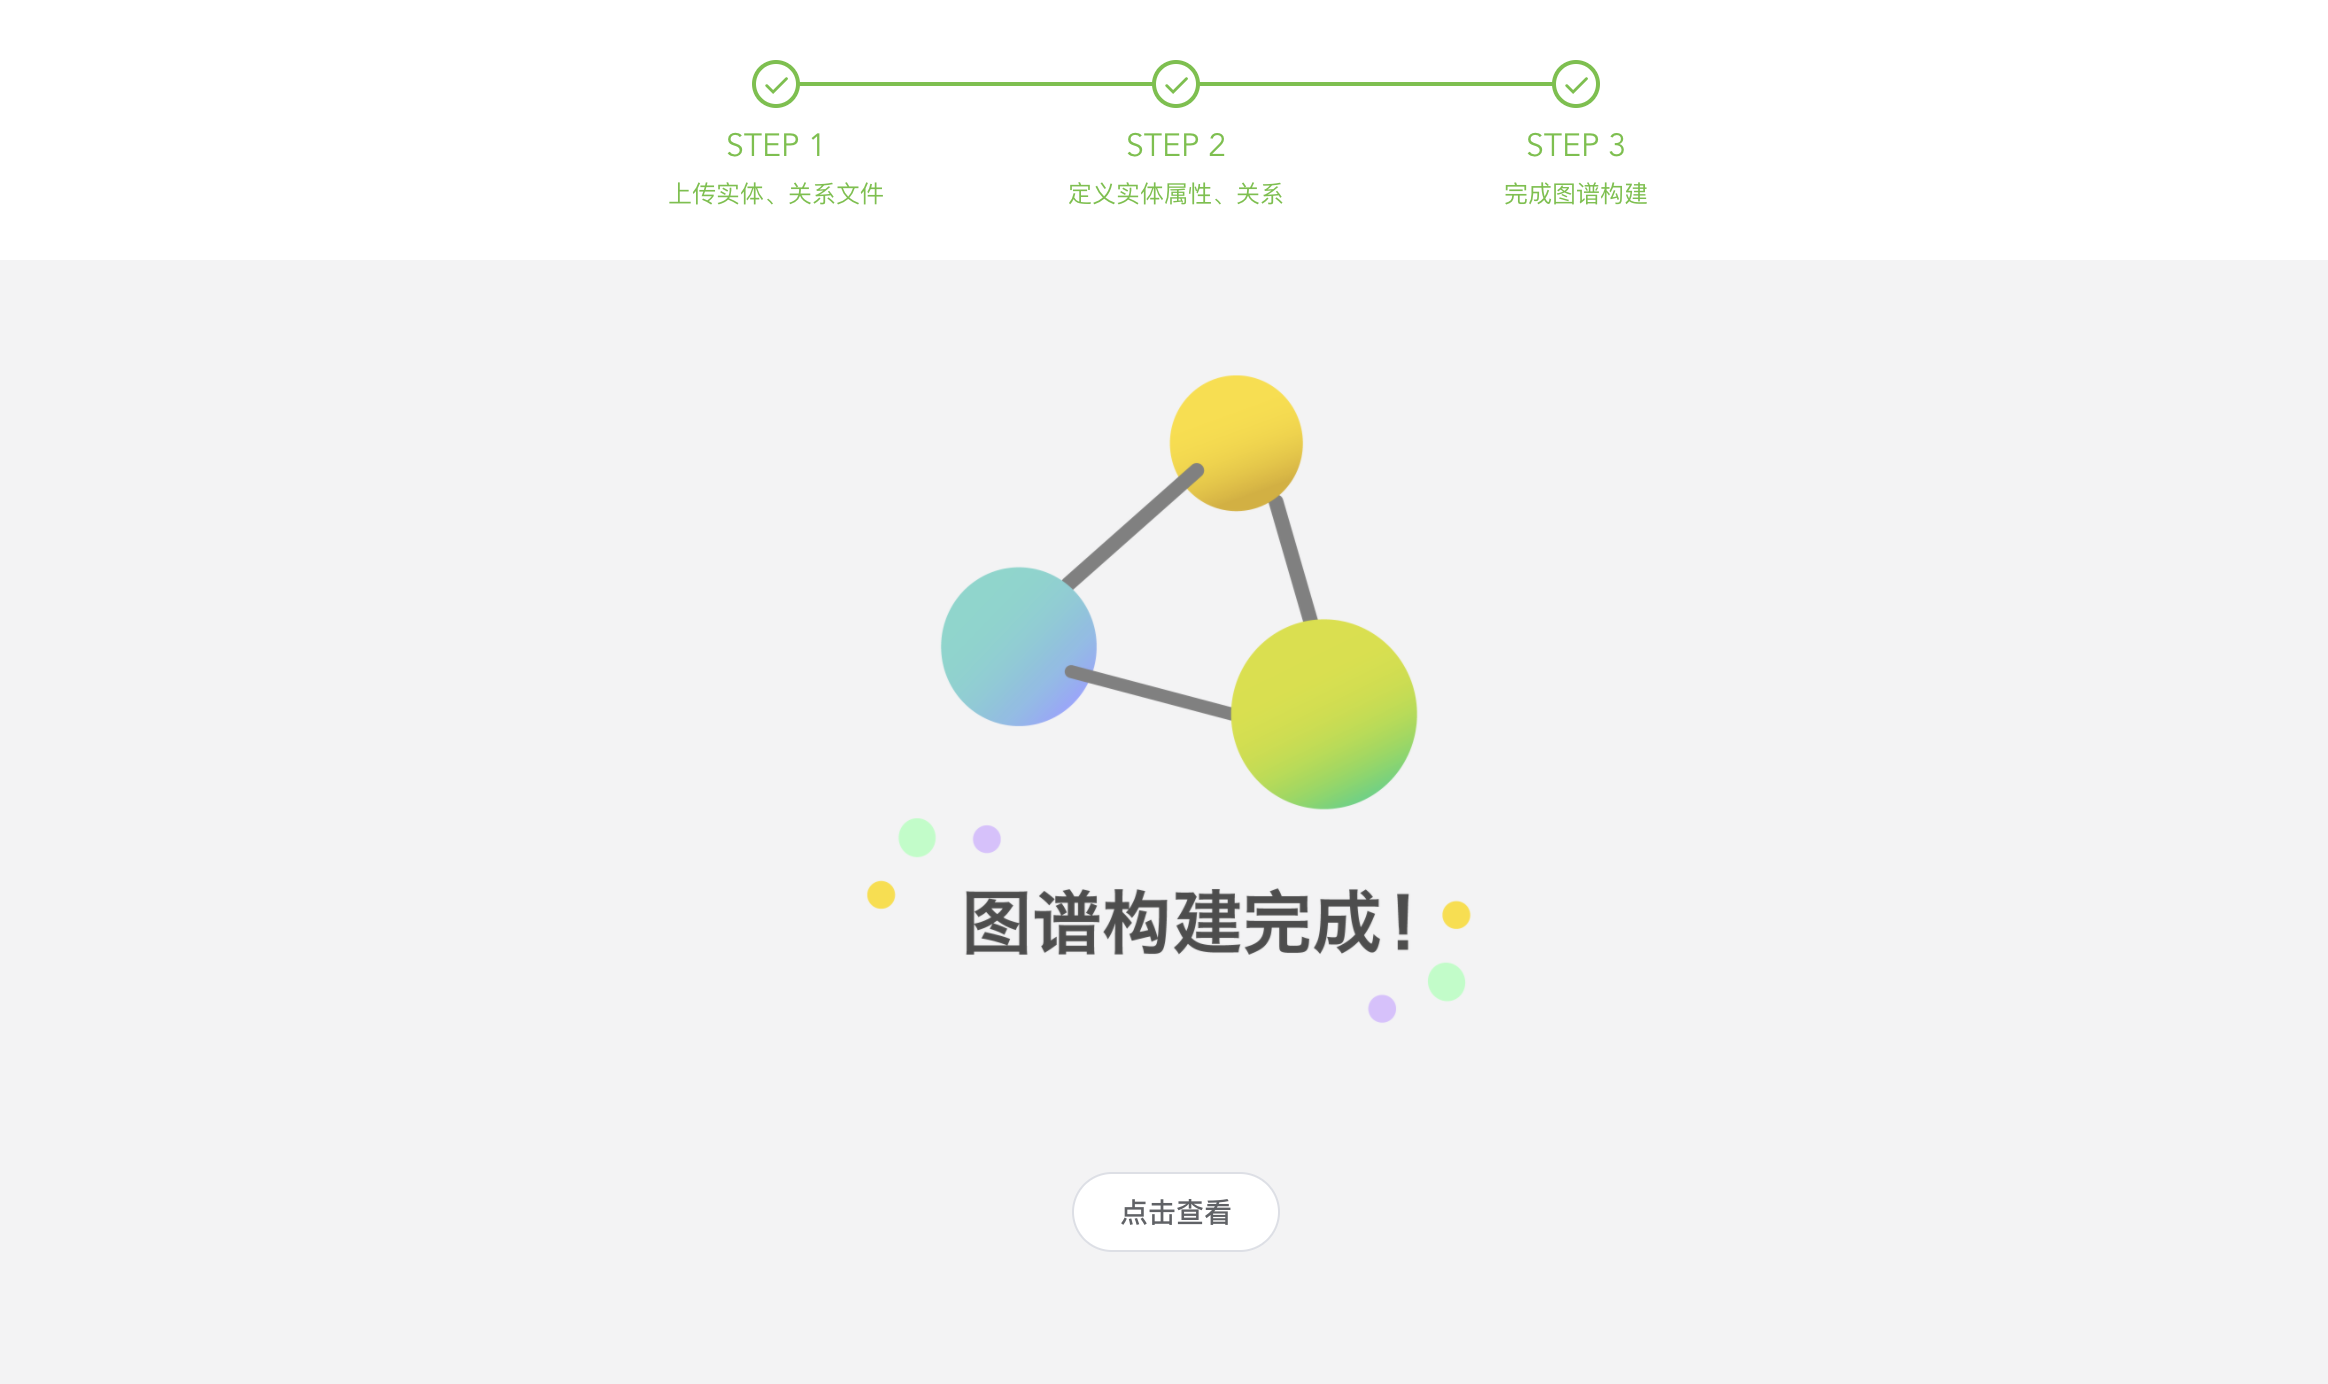 STEP 1
上传实体、关系文件
STEP 2
定义实体属性、关系
STEP 3
完成图谱构建
图谱构建完成！
点击查看